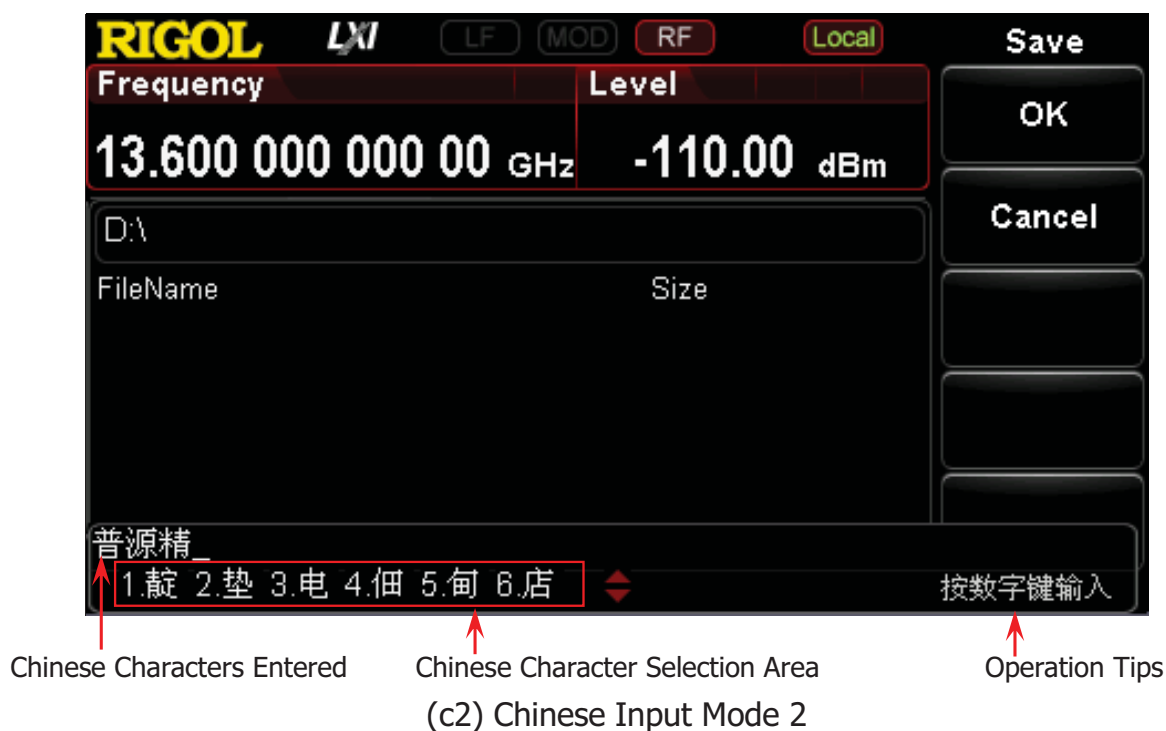 RIGOL LXI LF MOD RF Local Save
Frequency Level
OK
13.600 000 000 00 GHz -110.00 dBm
D:\ Cancel
FileName Size
普源精_
1.靛 2.垫 3.电 4.佃 5.甸 6.店 按数字键输入
Chinese Characters Entered Chinese Character Selection Area Operation Tips
(c2) Chinese Input Mode 2